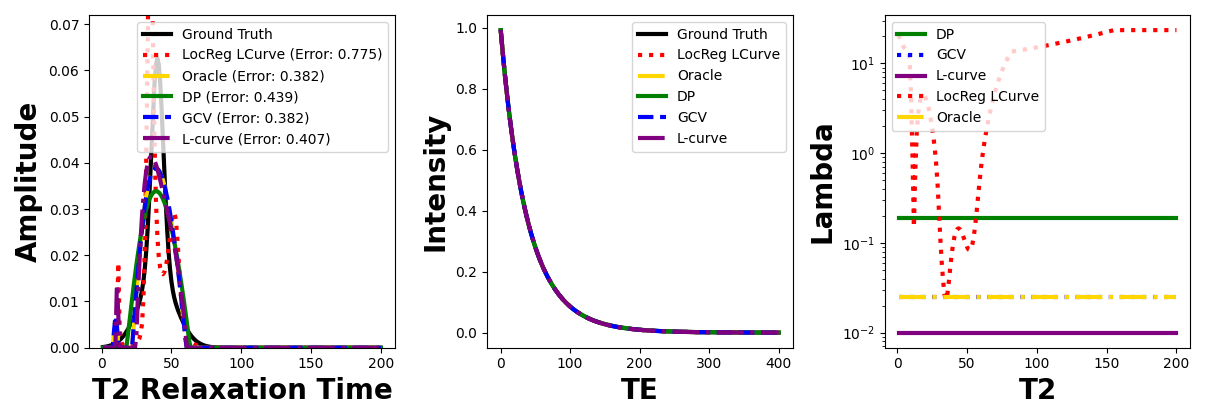 Amplitude
0.07
0.06
0.05
0.04
0.03
0.02
0.01
0.00
0
50
100
150
200
T2 Relaxation Time
Ground Truth
LocReg LCurve (Error: 0.775)
Oracle (Error: 0.382)
DP (Error: 0.439)
GCV (Error: 0.382)
L-curve (Error: 0.407)
Intensity
1.0
0.8
0.6
0.4
0.2
0.0
0
100
200
300
400
TE
Ground Truth
LocReg LCurve
Oracle
DP
GCV
L-curve
Lambda
10¹
10⁰
10⁻¹
10⁻²
0
50
100
150
200
T2
DP
GCV
L-curve
LocReg LCurve
Oracle